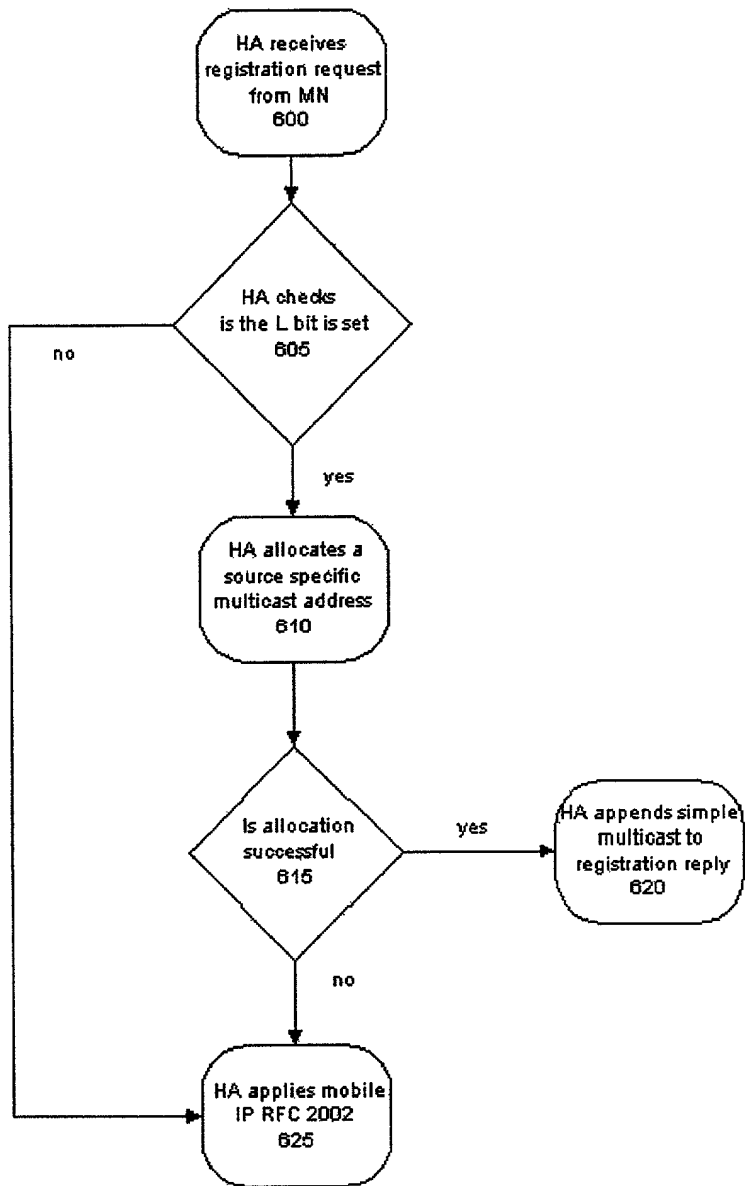 HA receives
registration request
from MN
600
HA checks
is the L bit is set
605
no
yes
HA allocates a
source specific
multicast address
610
Is allocation
successful
615
yes
HA appends simple
multicast to
registration reply
620
no
HA applies mobile
IP RFC 2002
625